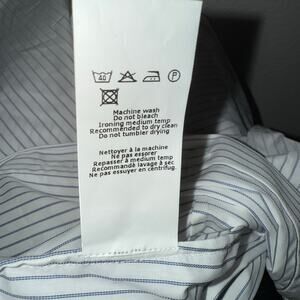 40 P
Machine wash
Do not bleach
Ironing medium temp
Recommended to dry clean
Do not tumbler drying
Nettoyer à la machine
Ne pas essorer
Repasser à medium temp
Recommandé lavage à séc
Ne pas essuyer en centrifug.